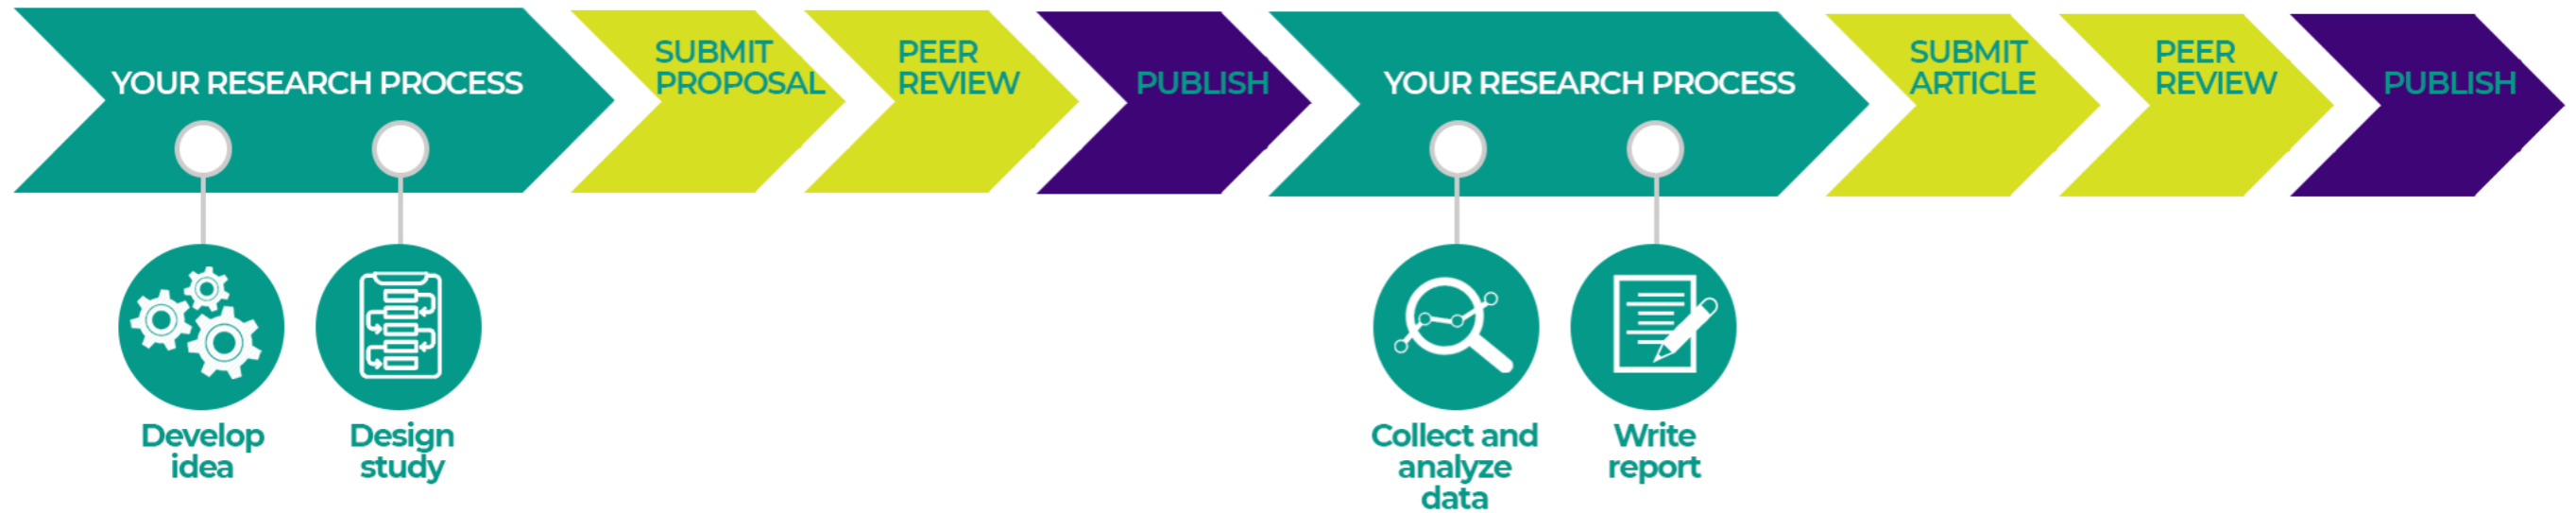 YOUR RESEARCH PROCESS
SUBMIT
PROPOSAL
PEER
REVIEW
PUBLISH
YOUR RESEARCH PROCESS
SUBMIT
ARTICLE
PEER
REVIEW
PUBLISH
Develop
idea
Design
study
Collect and
analyze
data
Write
report